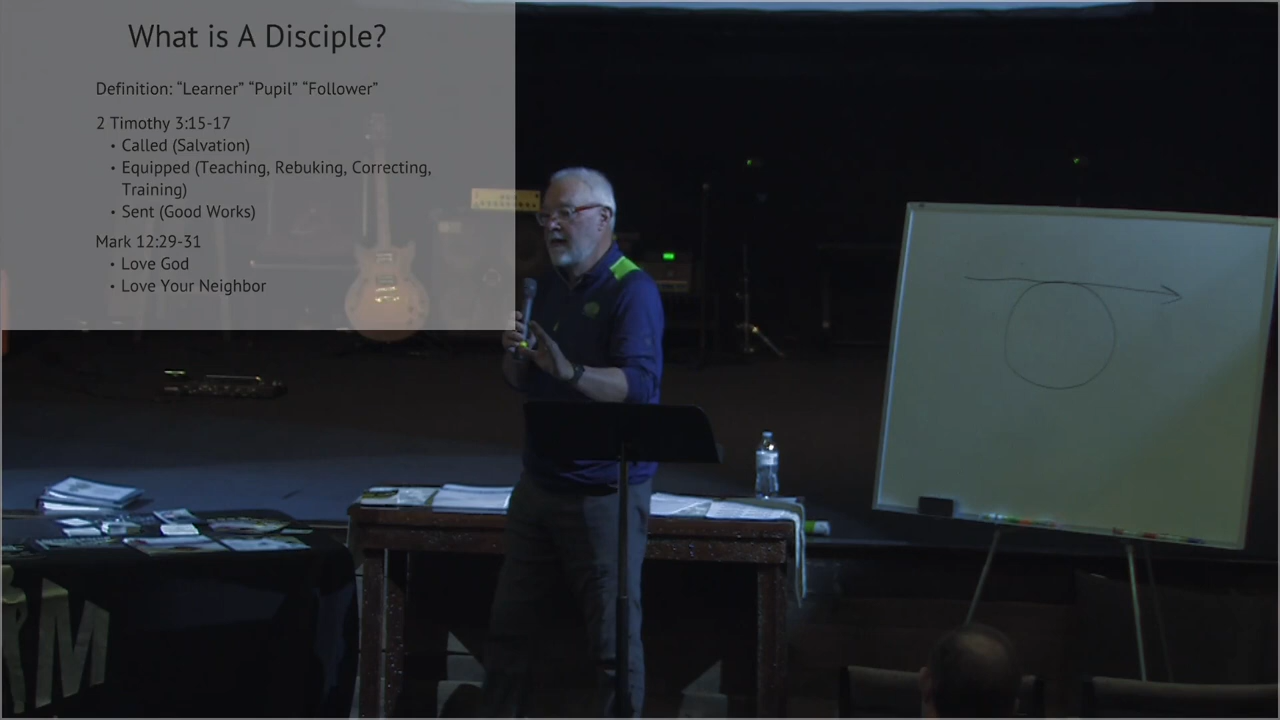 What is A Disciple?
Definition: “Learner” “Pupil” “Follower”
2 Timothy 3:15-17
• Called (Salvation)
• Equipped (Teaching, Rebuking, Correcting,
Training)
• Sent (Good Works)
Mark 12:29-31
• Love God
• Love Your Neighbor